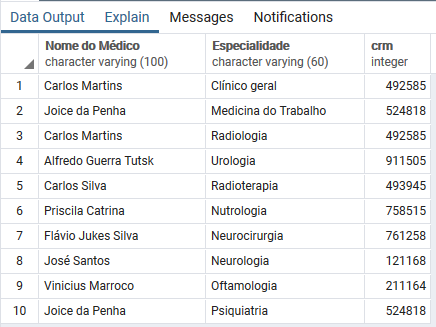 Data Output Explain Messages Notifications
Nome do Médico Especialidade crm
character varying (100) character varying (60) integer
1 Carlos Martins Clínico geral 492585
2 Joice da Penha Medicina do Trabalho 524818
3 Carlos Martins Radiologia 492585
4 Alfredo Guerra Tutsk Urologia 911505
5 Carlos Silva Radioterapia 493945
6 Priscila Catrina Nutrologia 758515
7 Flávio Jukes Silva Neurocirurgia 761258
8 José Santos Neurologia 121168
9 Vinicius Marroco Oftamologia 211164
10 Joice da Penha Psiquiatria 524818